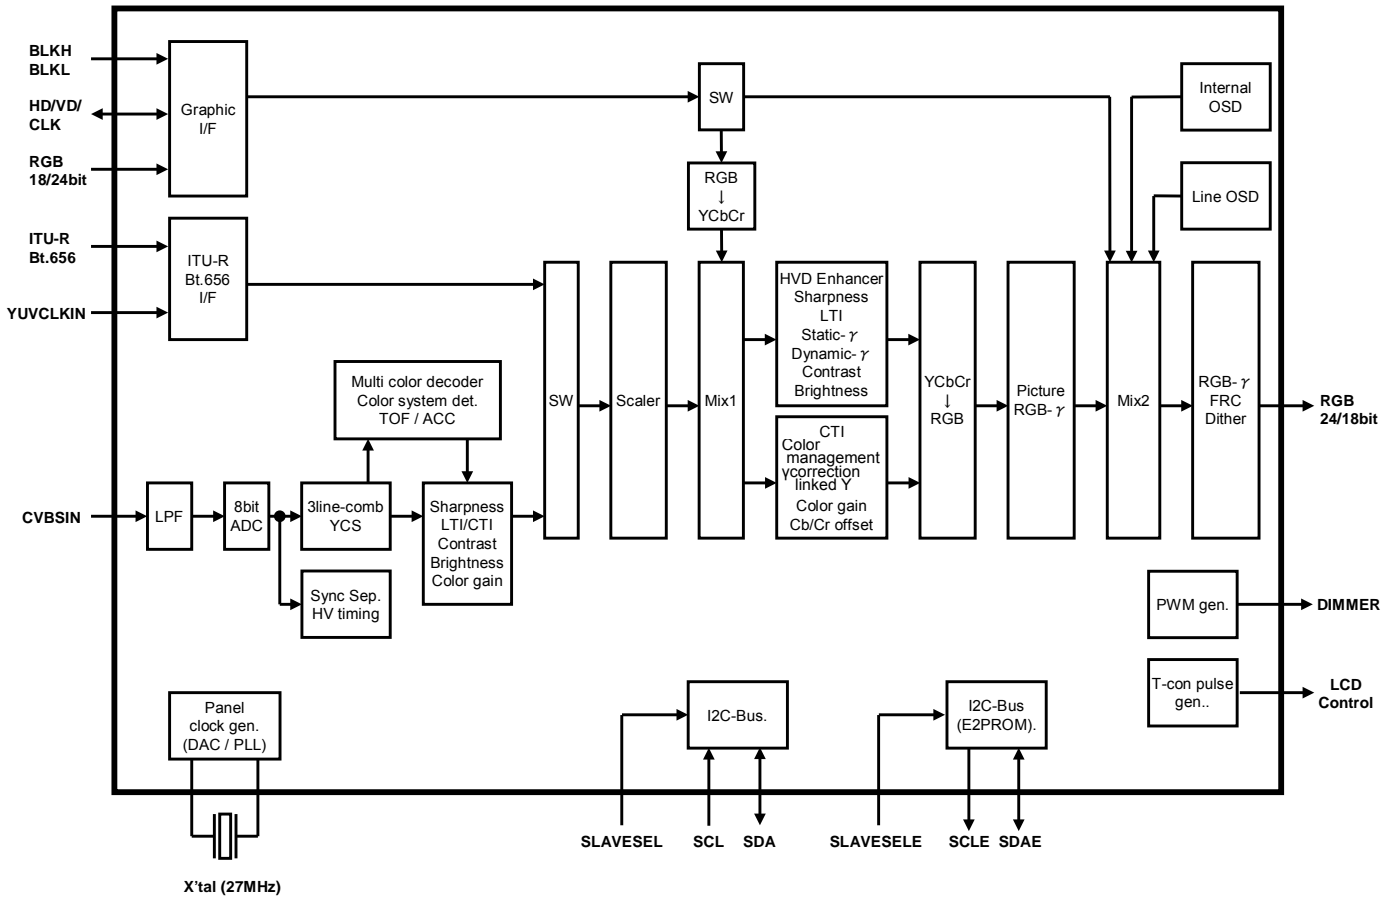 BLKH
BLKL
HD/VD/
CLK
RGB
18/24bit
Graphic
I/F
SW
RGB
↓
YCbCr
Internal
OSD
Line OSD
ITU-R
Bt.656
YUVCLKIN
ITU-R
Bt.656
I/F
Multi color decoder
Color system det.
TOF / ACC
CVBSIN
LPF
8bit
ADC
3line-comb
YCS
Sharpness
LTI/CTI
Contrast
Brightness
Color gain
Sync Sep.
HV timing
SW
Scaler
Mix1
HVD Enhancer
Sharpness
LTI
Static-γ
Dynamic-γ
Contrast
Brightness
CTI
Color
management
γcorrection
linked Y
Color gain
Cb/Cr offset
YCbCr
↓
RGB
Picture
RGB-γ
Mix2
RGB-γ
FRC
Dither
RGB
24/18bit
PWM gen.
DIMMER
T-con pulse
gen..
LCD
Control
Panel
clock gen.
(DAC / PLL)
X'tal (27MHz)
I2C-Bus.
SLAVESEL
SCL
SDA
I2C-Bus
(E2PROM).
SLAVESELE
SCLE
SDAE